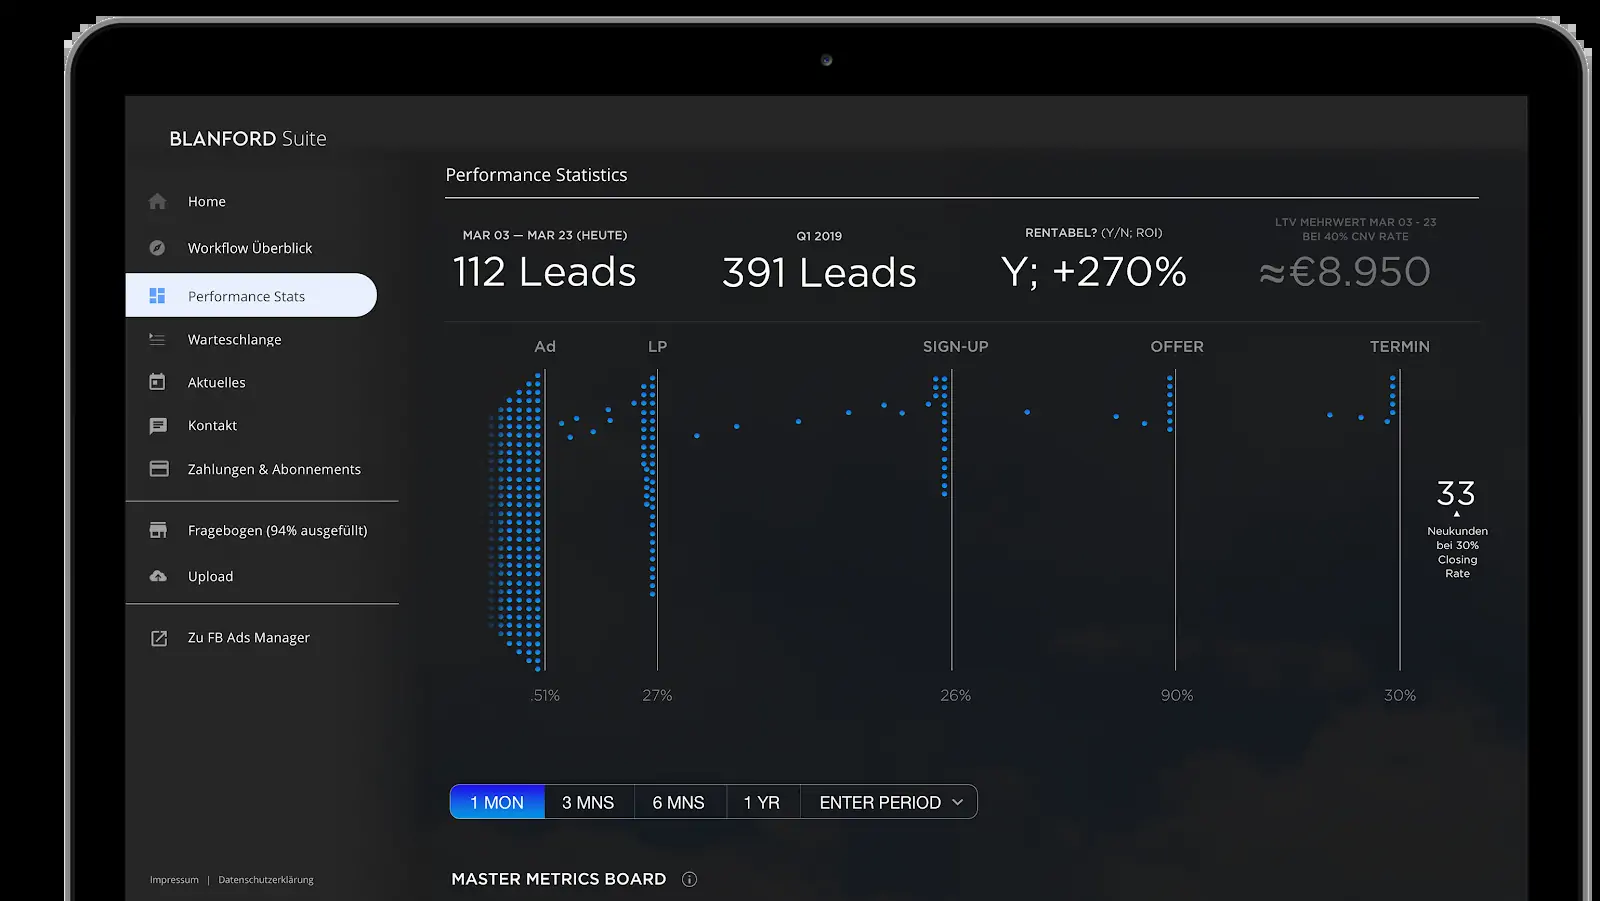 BLANFORD Suite
Home
Workflow Überblick
Performance Stats
Warteschlange
Aktuelles
Kontakt
Zahlungen & Abonnements
Fragebogen (94% ausgefüllt)
Upload
Zu FB Ads Manager
Impressum | Datenschutzerklärung
Performance Statistics
MAR 03 — MAR 23 (HEUTE)
112 Leads
Q1 2019
391 Leads
RENTABEL? (Y/N; ROI)
Y; +270%
LTV MEHRWERT MAR 03 - 23
BEI 40% CNV RATE
≈€8.950
Ad
LP
SIGN-UP
OFFER
TERMIN
33
Neukunden
bei 30%
Closing
Rate
.51%
27%
26%
90%
30%
1 MON
3 MNS
6 MNS
1 YR
ENTER PERIOD
MASTER METRICS BOARD